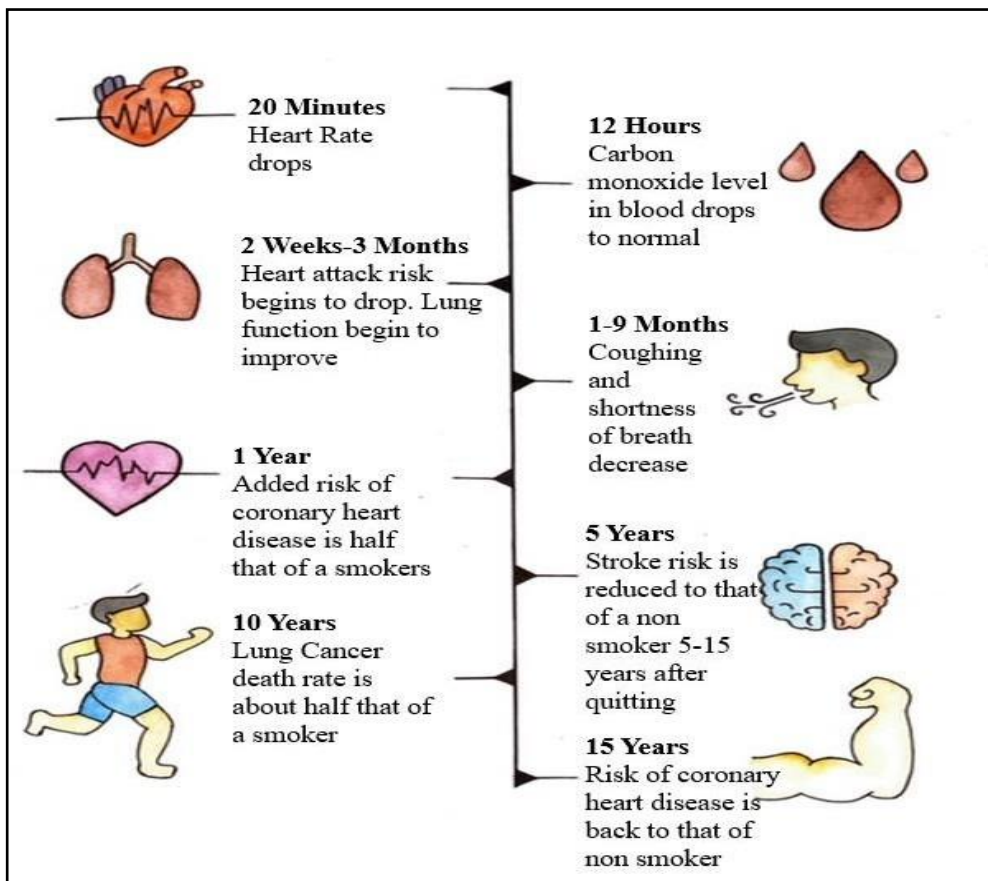 20 Minutes
Heart Rate
drops
12 Hours
Carbon
monoxide level
in blood drops
to normal
2 Weeks-3 Months
Heart attack risk
begins to drop. Lung
function begin to
improve
1-9 Months
Coughing
and
shortness
of breath
decrease
1 Year
Added risk of
coronary heart
disease is half
that of a smokers
5 Years
Stroke risk is
reduced to that
of a non
smoker 5-15
years after
quitting
10 Years
Lung Cancer
death rate is
about half that of
a smoker
15 Years
Risk of coronary
heart disease is
back to that of
non smoker